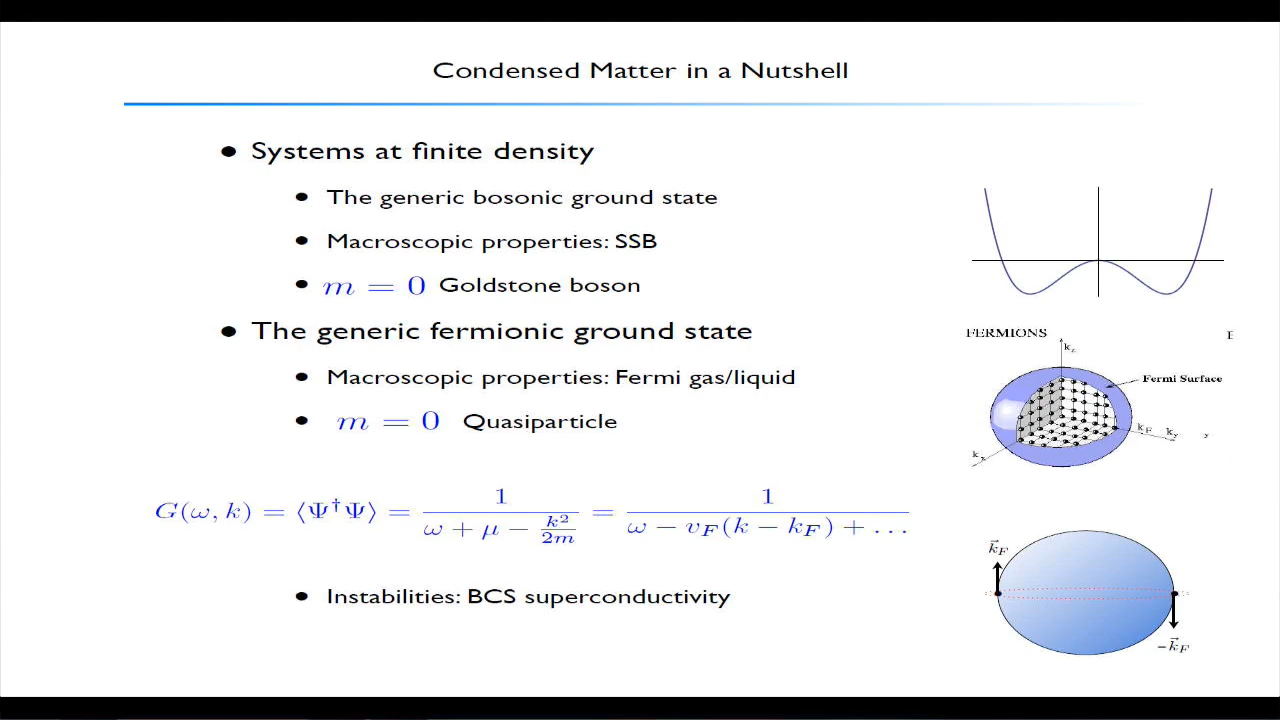 Condensed Matter in a Nutshell
• Systems at finite density
• The generic bosonic ground state
• Macroscopic properties: SSB
• m = 0 Goldstone boson
• The generic fermionic ground state
• Macroscopic properties: Fermi gas/liquid
• m = 0 Quasiparticle
G(ω, k) = ⟨Ψ†Ψ⟩ = 1/(ω + μ − k²/2m) = 1/(ω − v_F(k − k_F) + ...)
• Instabilities: BCS superconductivity
FERMIONS E
k_z
Fermi Surface
k_F k_y y
k_x
k⃗_F
−k⃗_F